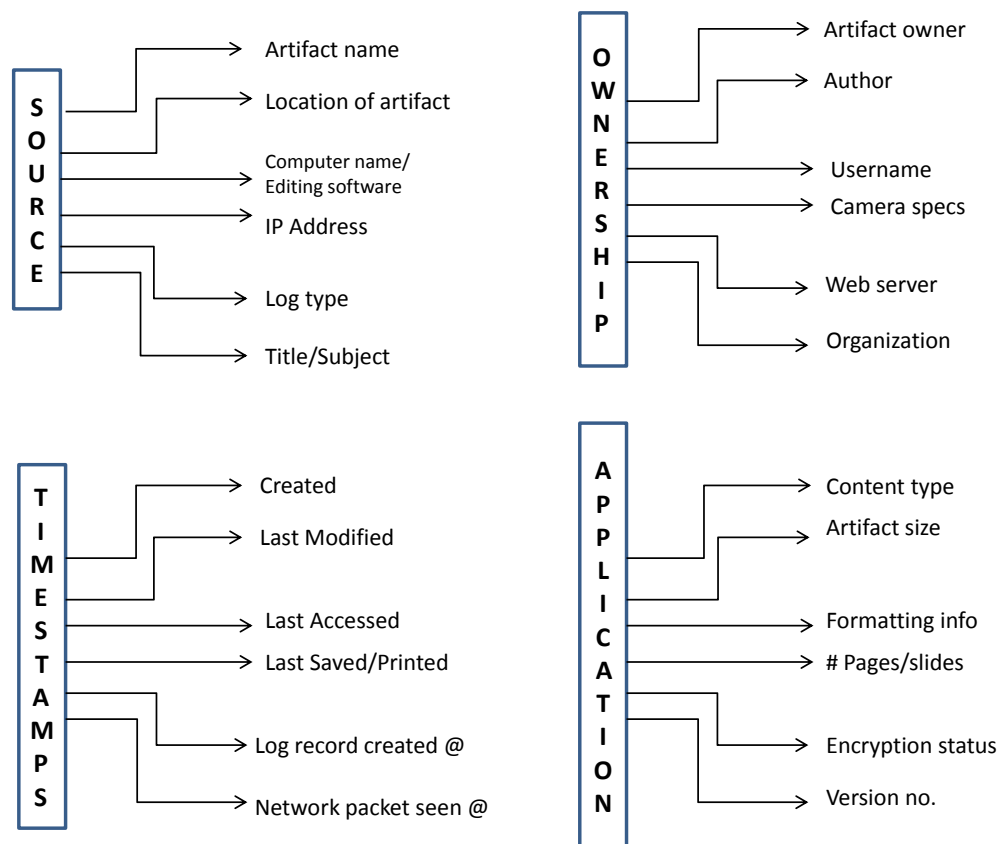 SOURCE
Artifact name
Location of artifact
Computer name/
Editing software
IP Address
Log type
Title/Subject
OWNERSHIP
Artifact owner
Author
Username
Camera specs
Web server
Organization
TIMESTAMPS
Created
Last Modified
Last Accessed
Last Saved/Printed
Log record created @
Network packet seen @
APPLICATION
Content type
Artifact size
Formatting info
# Pages/slides
Encryption status
Version no.